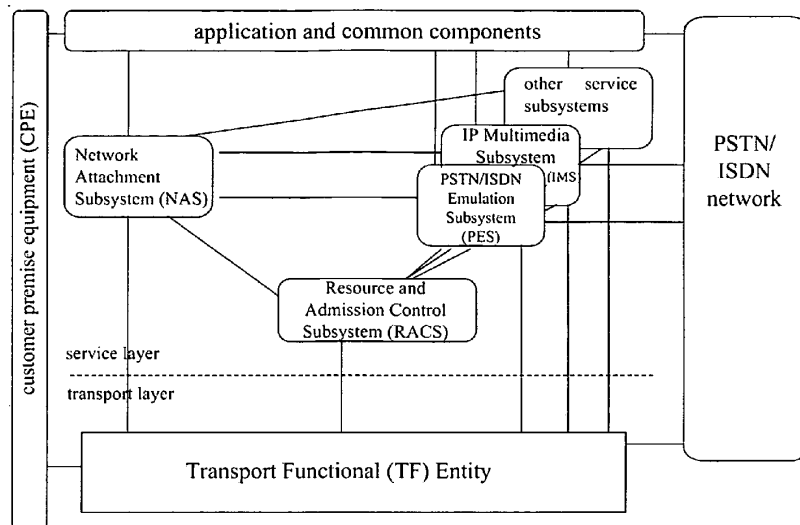 application and common components
customer premise equipment (CPE)
other service
subsystems
IP Multimedia
Subsystem
(IMS
PSTN/ISDN
Emulation
Subsystem
(PES)
Network
Attachment
Subsystem (NAS)
PSTN/
ISDN
network
Resource and
Admission Control
Subsystem (RACS)
service layer
transport layer
Transport Functional (TF) Entity